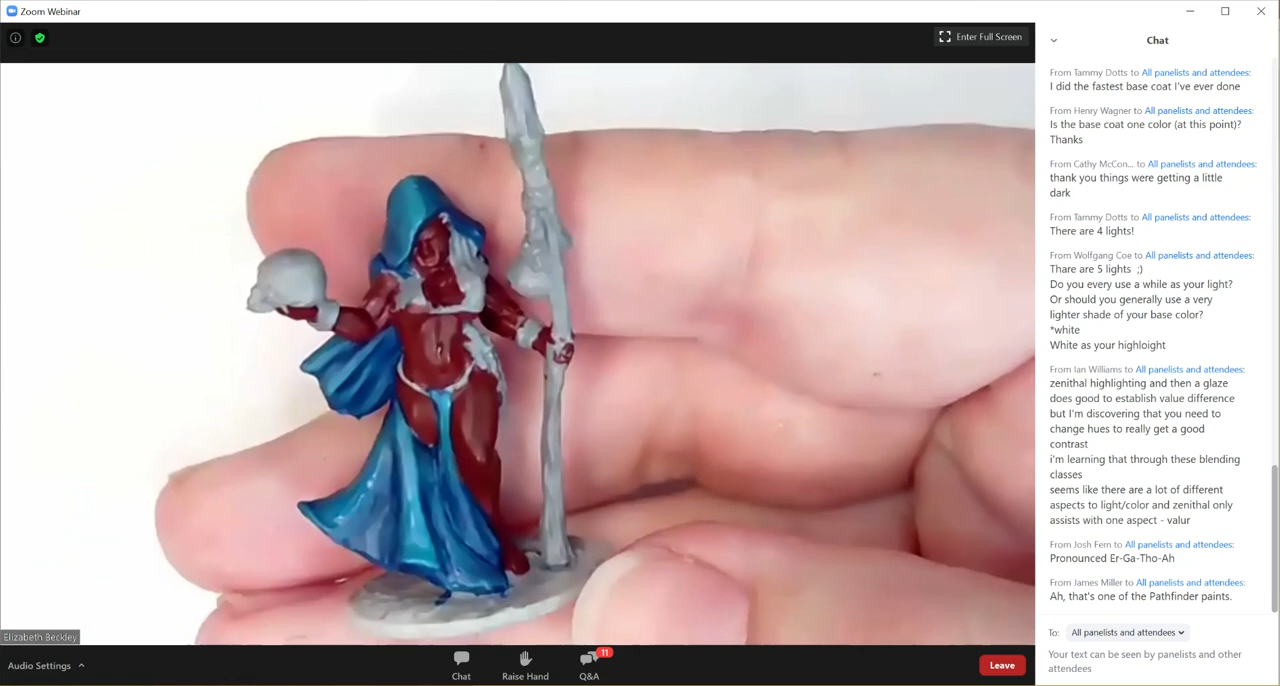 Zoom Webinar
Enter Full Screen
Chat
From Tammy Dotts to All panelists and attendees:
I did the fastest base coat I've ever done
From Henry Wagner to All panelists and attendees:
Is the base coat one color (at this point)?
Thanks
From Cathy McCon... to All panelists and attendees:
thank you things were getting a little
dark
From Tammy Dotts to All panelists and attendees:
There are 4 lights!
From Wolfgang Coe to All panelists and attendees:
Thare are 5 lights  ;)
Do you every use a while as your light?
Or should you generally use a very
lighter shade of your base color?
*white
White as your highloight
From Ian Williams to All panelists and attendees:
zenithal highlighting and then a glaze
does good to establish value difference
but I'm discovering that you need to
change hues to really get a good
contrast
i'm learning that through these blending
classes
seems like there are a lot of different
aspects to light/color and zenithal only
assists with one aspect - valur
From Josh Fern to All panelists and attendees:
Pronounced Er-Ga-Tho-Ah
From James Miller to All panelists and attendees:
Ah, that's one of the Pathfinder paints.
To: All panelists and attendees
Your text can be seen by panelists and other
attendees
Elizabeth Beckley
Audio Settings
Chat
Raise Hand
11
Q&A
Leave